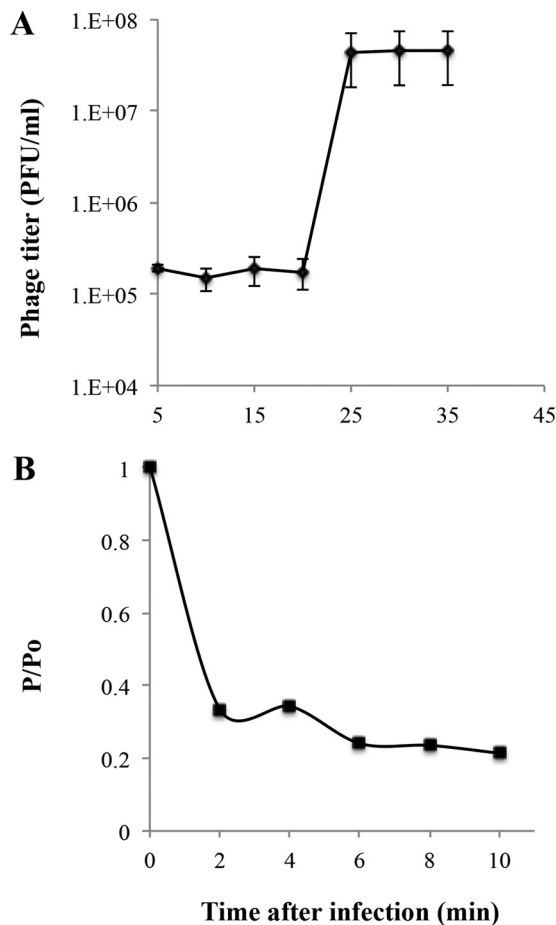 A
Phage titer (PFU/ml)
1.E+08
1.E+07
1.E+06
1.E+05
1.E+04
5 15 25 35 45
B
P/Po
1
0.8
0.6
0.4
0.2
0
0 2 4 6 8 10
Time after infection (min)